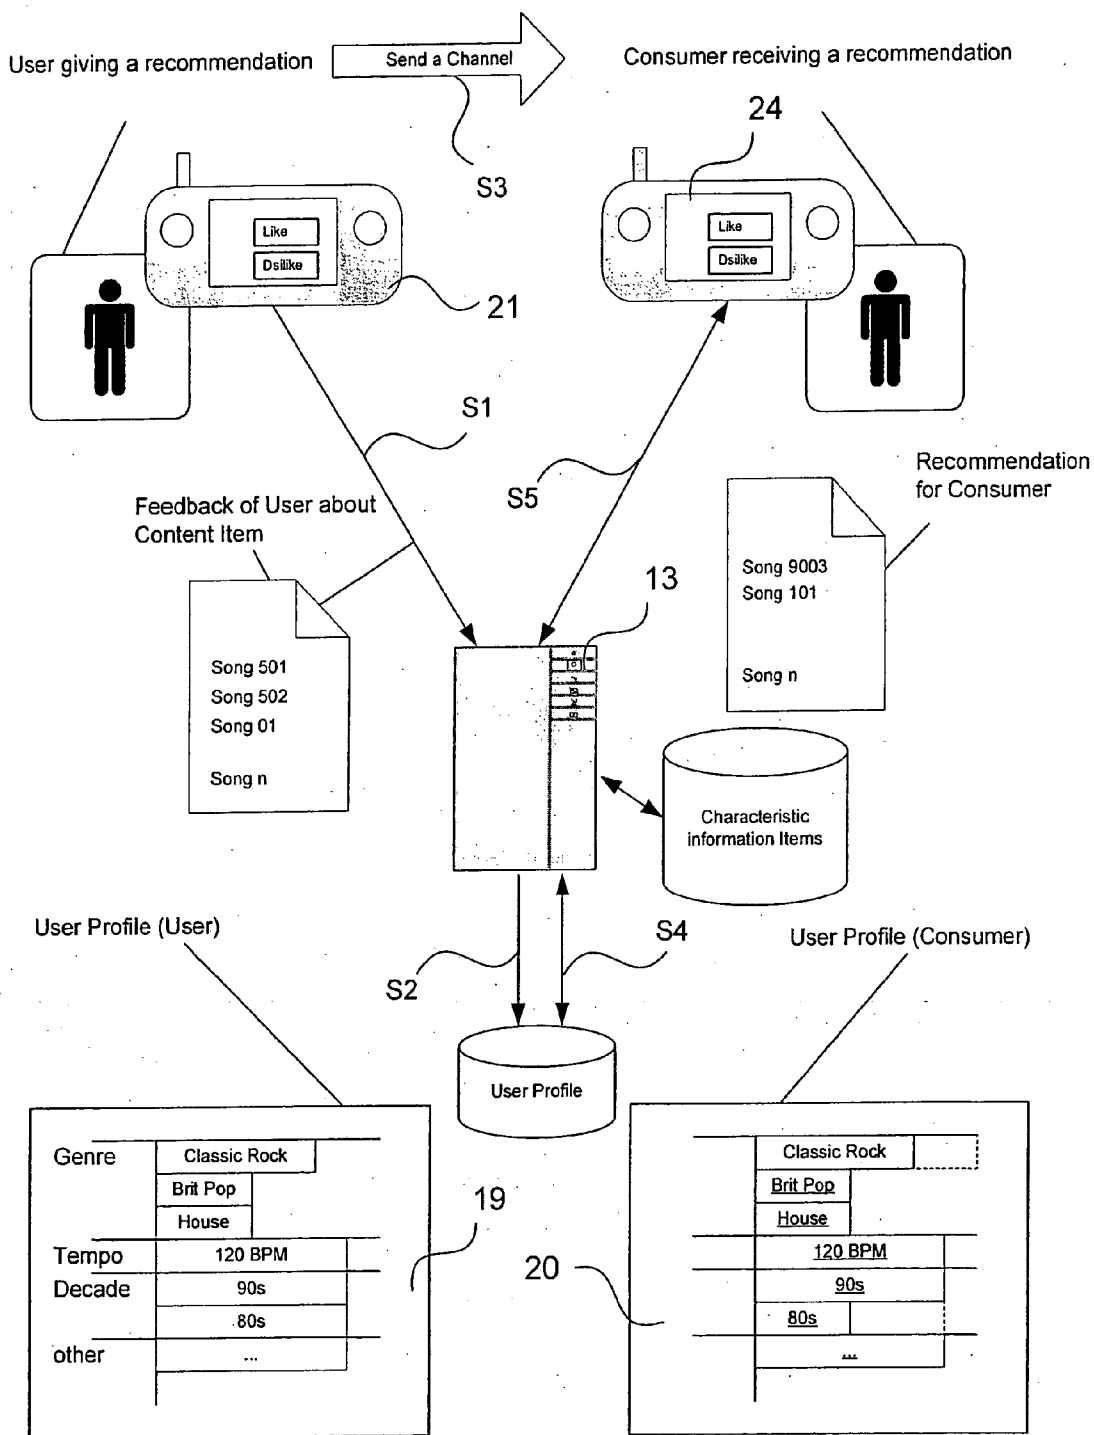 User giving a recommendation
Send a Channel
Consumer receiving a recommendation
S3
24
Like
Dsilike
Like
Dsilike
21
S1
S5
Recommendation
for Consumer
Feedback of User about
Content Item
Song 9003
Song 101
Song n
13
Song 501
Song 502
Song 01
Song n
Characteristic
information Items
User Profile (User)
S2
S4
User Profile (Consumer)
User Profile
Genre
Classic Rock
Brit Pop
House
Tempo
120 BPM
Decade
90s
80s
other
...
19
20
Classic Rock
Brit Pop
House
120 BPM
90s
80s
...